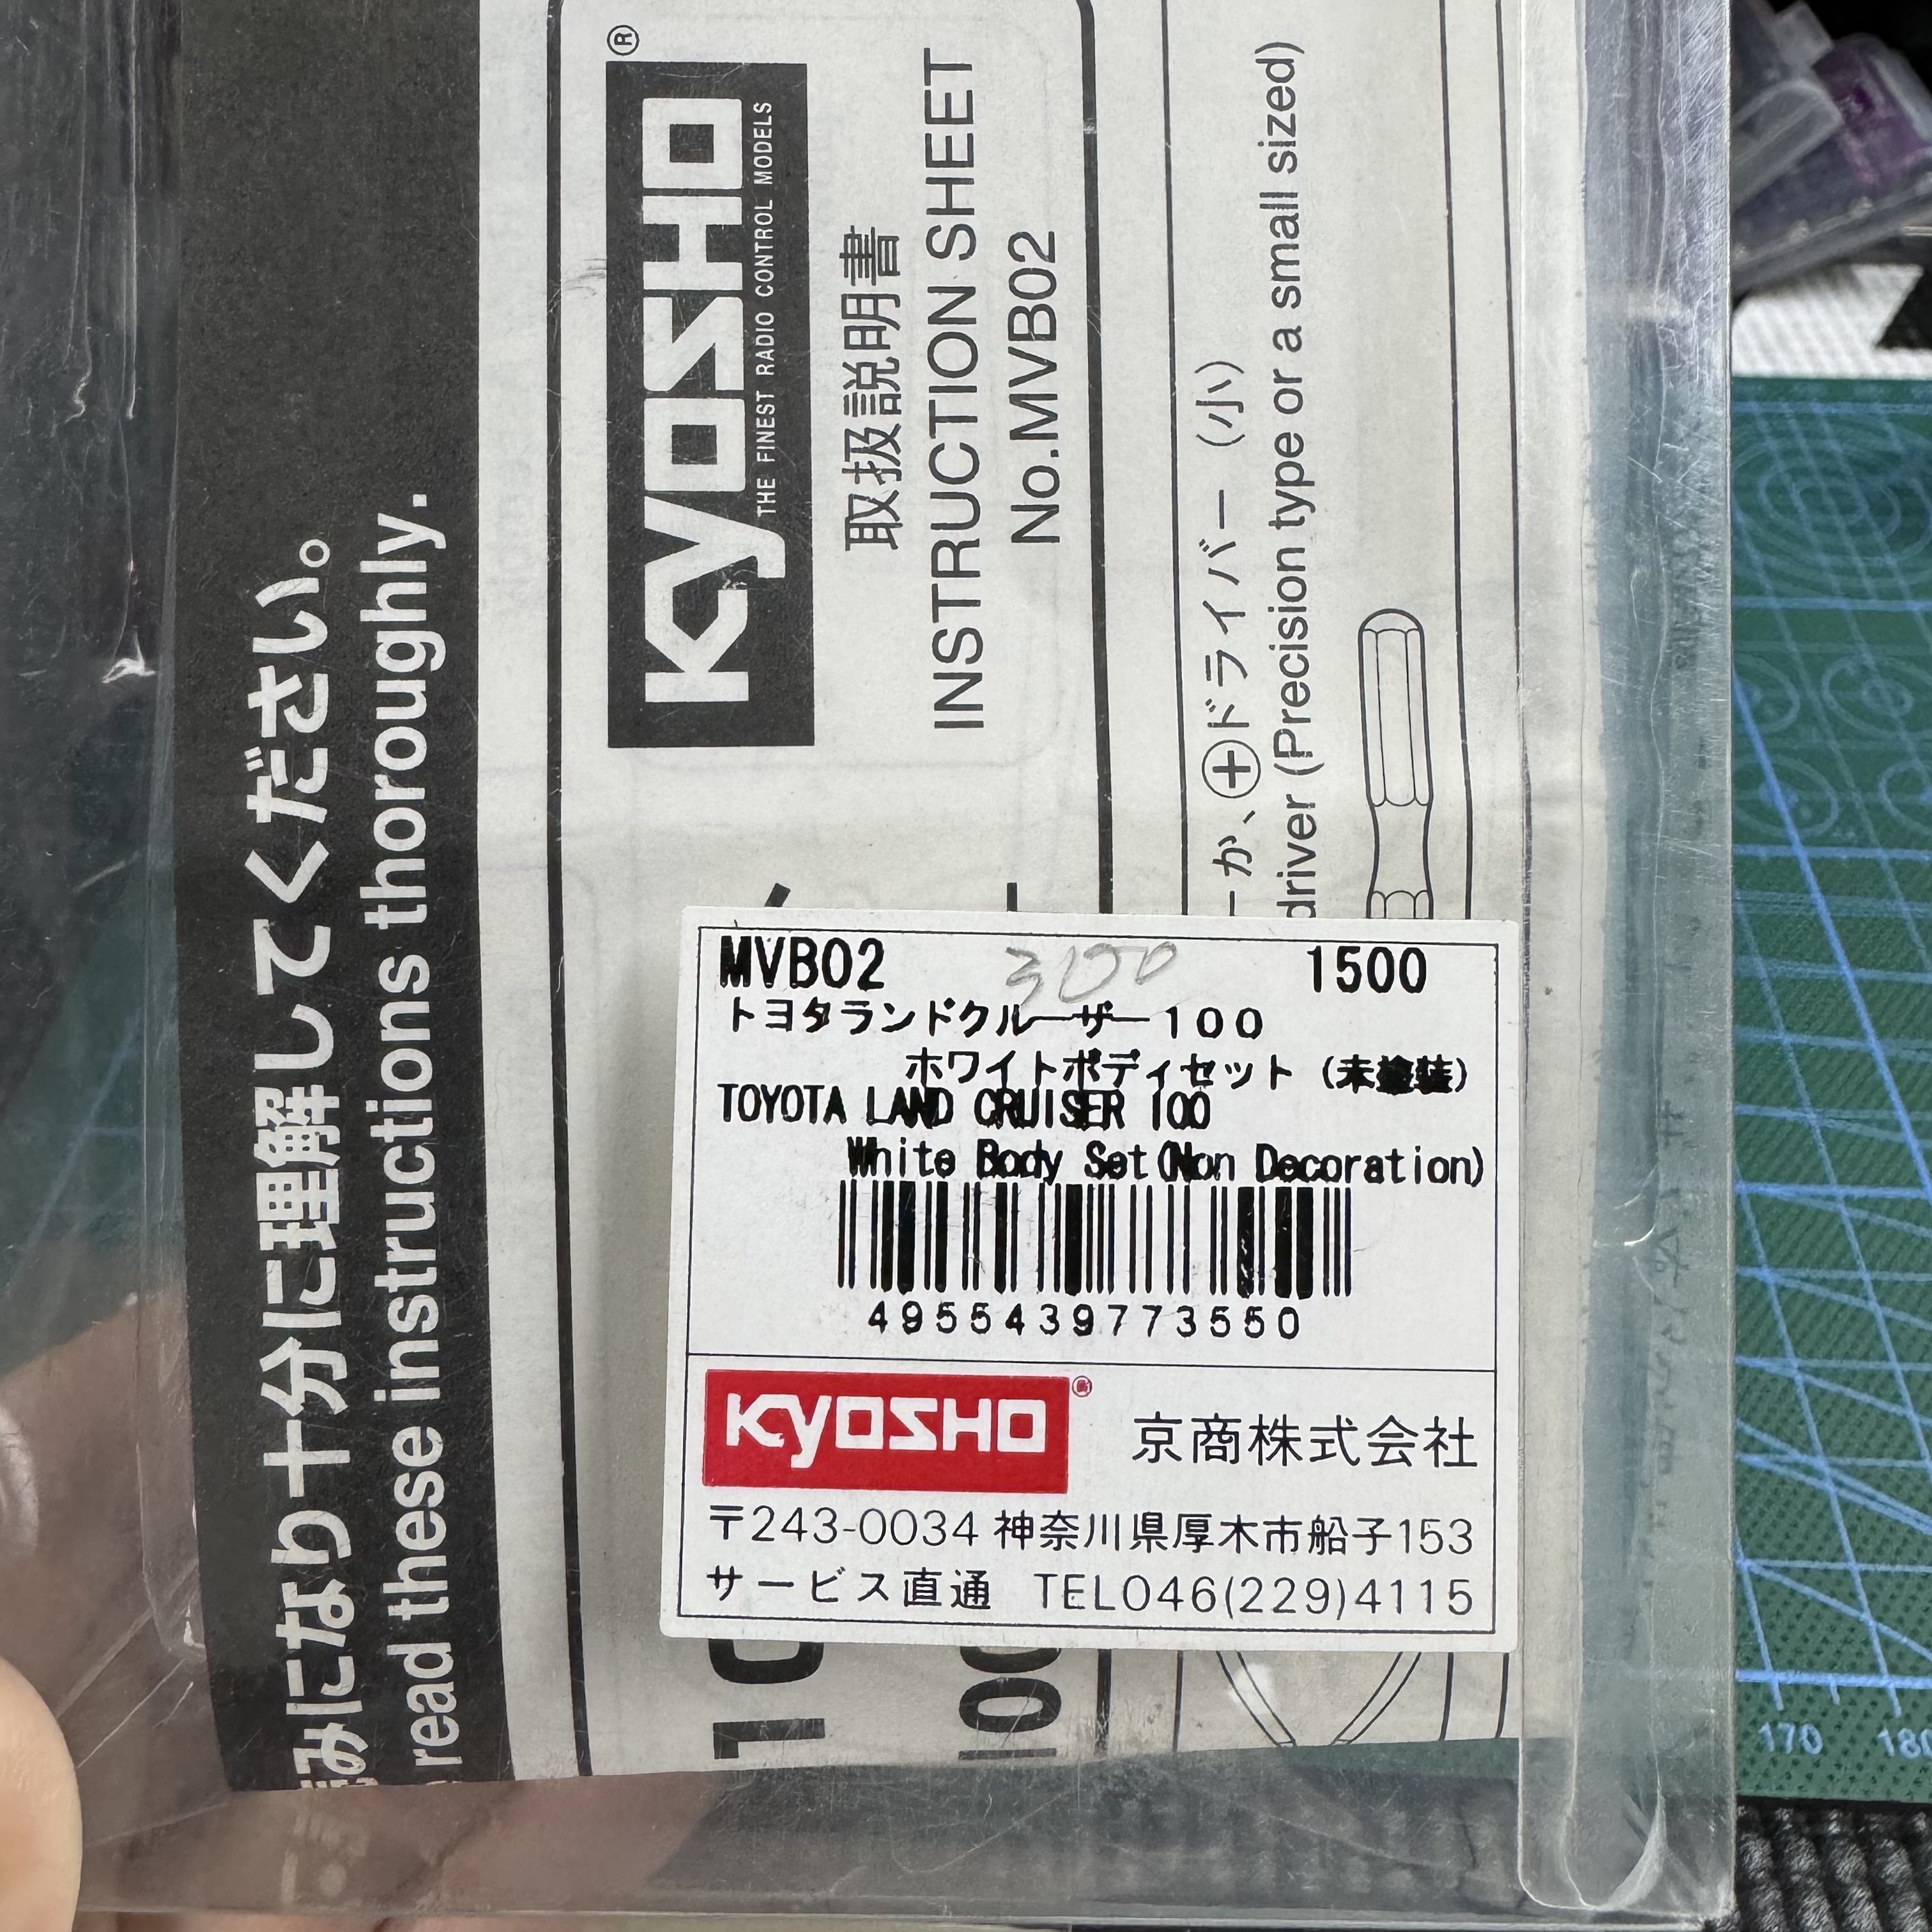 みになり十分に理解してください。
read these instructions thoroughly.
KYOSHO®
THE FINEST RADIO CONTROL MODELS
取扱説明書
INSTRUCTION SHEET
No.MVB02
ーか、⊕ドライバー（小）
driver (Precision type or a small sized)
MVB02 3100 1500
トヨタランドクルーザー100
ホワイトボディセット（未塗装）
TOYOTA LAND CRUISER 100
White Body Set(Non Decoration)
4955439773550
KYOSHO® 京商株式会社
〒243-0034 神奈川県厚木市船子153
サービス直通 TEL046(229)4115
170 180